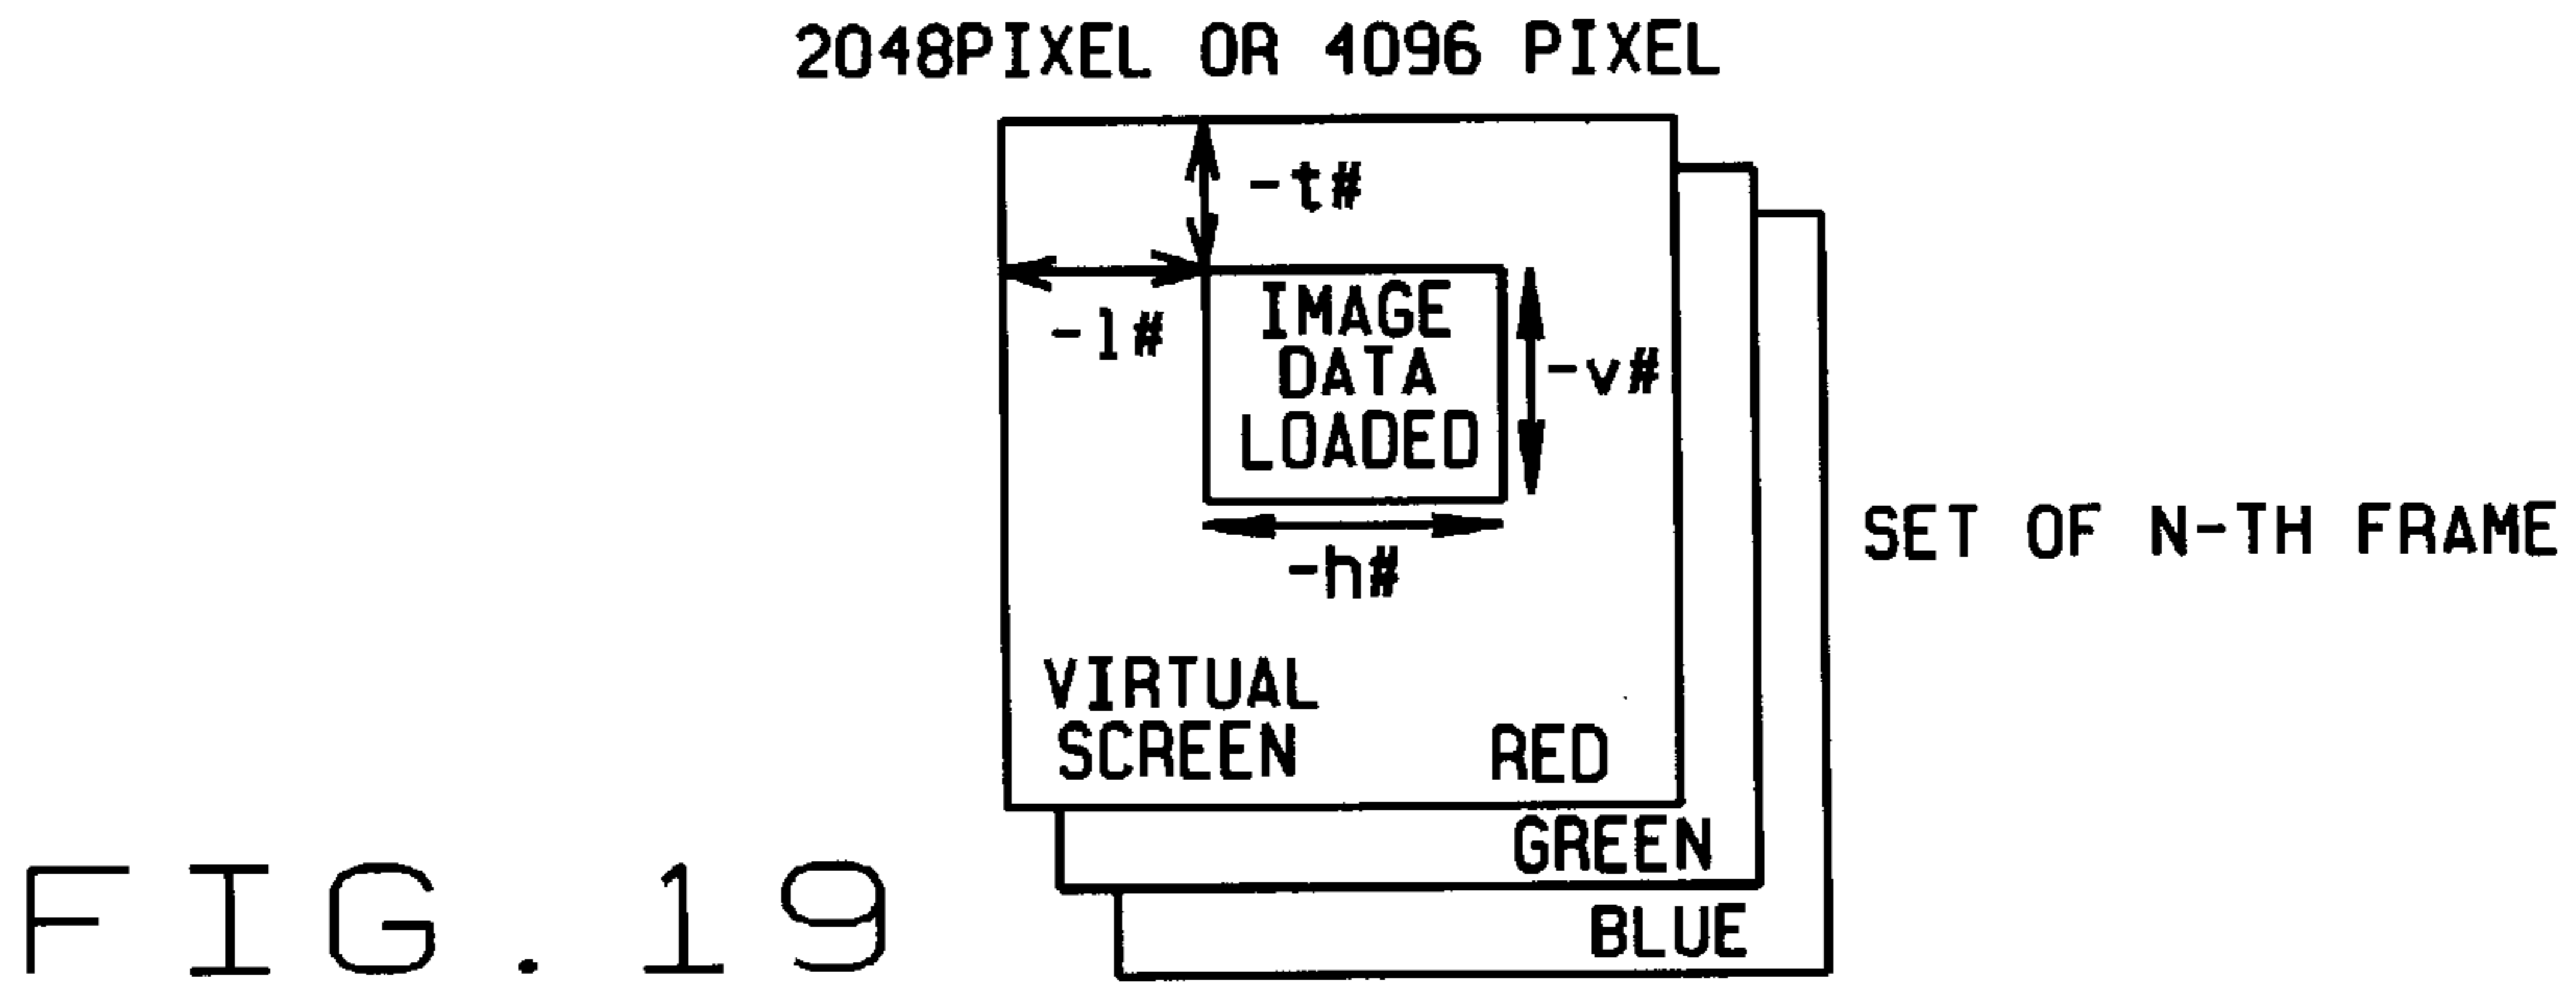 2048PIXEL OR 4096 PIXEL
-t#
-l#
IMAGE
DATA
LOADED
-v#
-h#
SET OF N-TH FRAME
VIRTUAL
SCREEN
RED
GREEN
BLUE
FIG.19